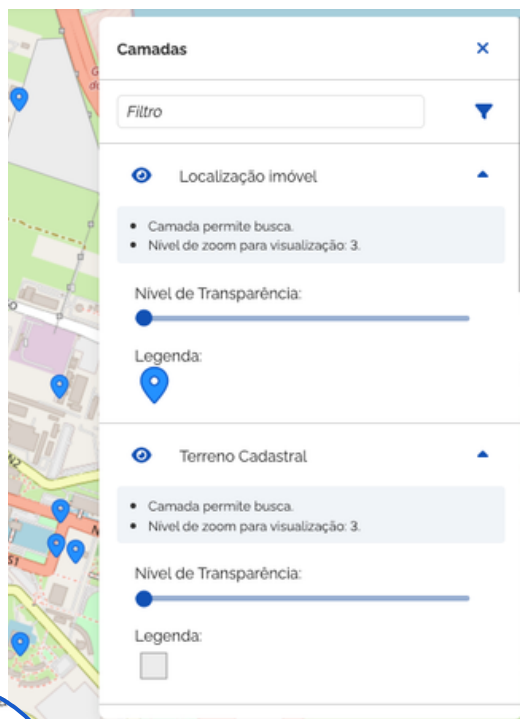 Camadas
Filtro
Localização imóvel
Camada permite busca.
Nível de zoom para visualização: 3.
Nível de Transparência:
Legenda:
Terreno Cadastral
Camada permite busca.
Nível de zoom para visualização: 3.
Nível de Transparência:
Legenda:
S1